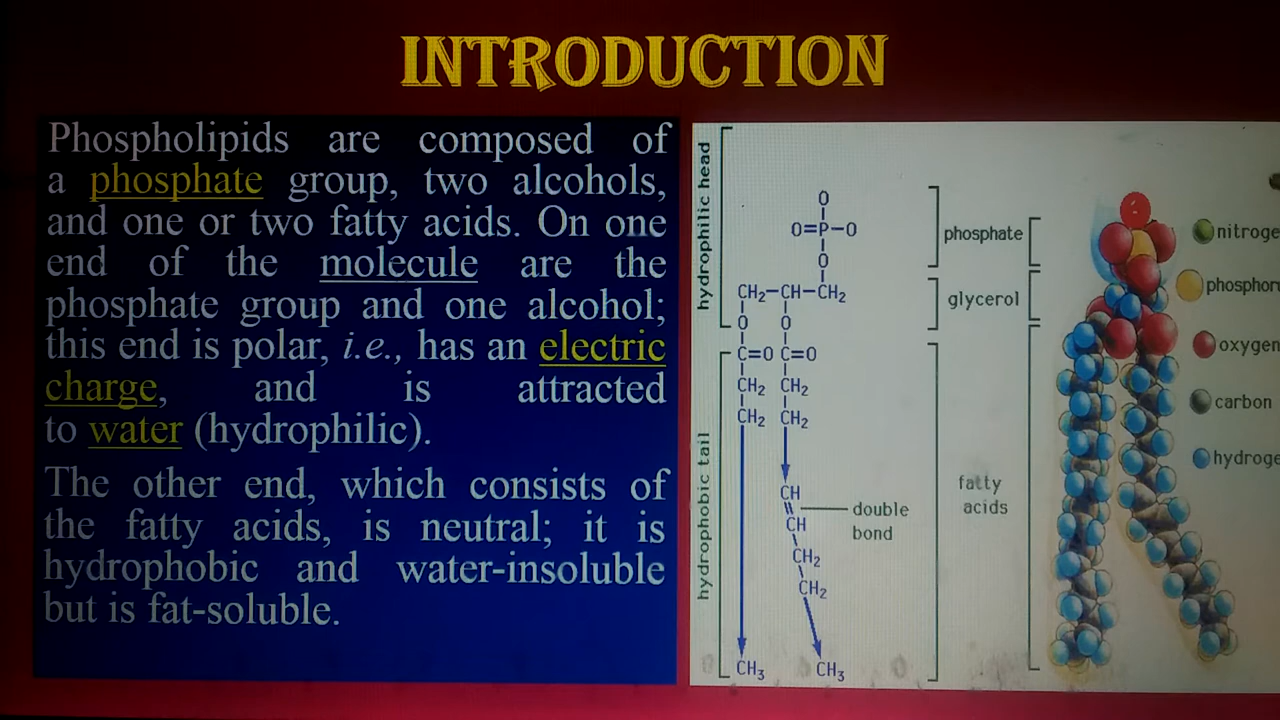 INTRODUCTION
Phospholipids are composed of
a phosphate group, two alcohols,
and one or two fatty acids. On one
end of the molecule are the
phosphate group and one alcohol;
this end is polar, i.e., has an electric
charge, and is attracted
to water (hydrophilic).
The other end, which consists of
the fatty acids, is neutral; it is
hydrophobic and water-insoluble
but is fat-soluble.
hydrophilic head
hydrophobic tail
O
O=P-O
O
CH2-CH-CH2
O O
C=O C=O
CH2 CH2
CH2 CH2
CH
CH
CH2
CH2
CH3 CH3
double
bond
phosphate
glycerol
fatty
acids
nitroge
phosphor
oxygen
carbon
hydroge